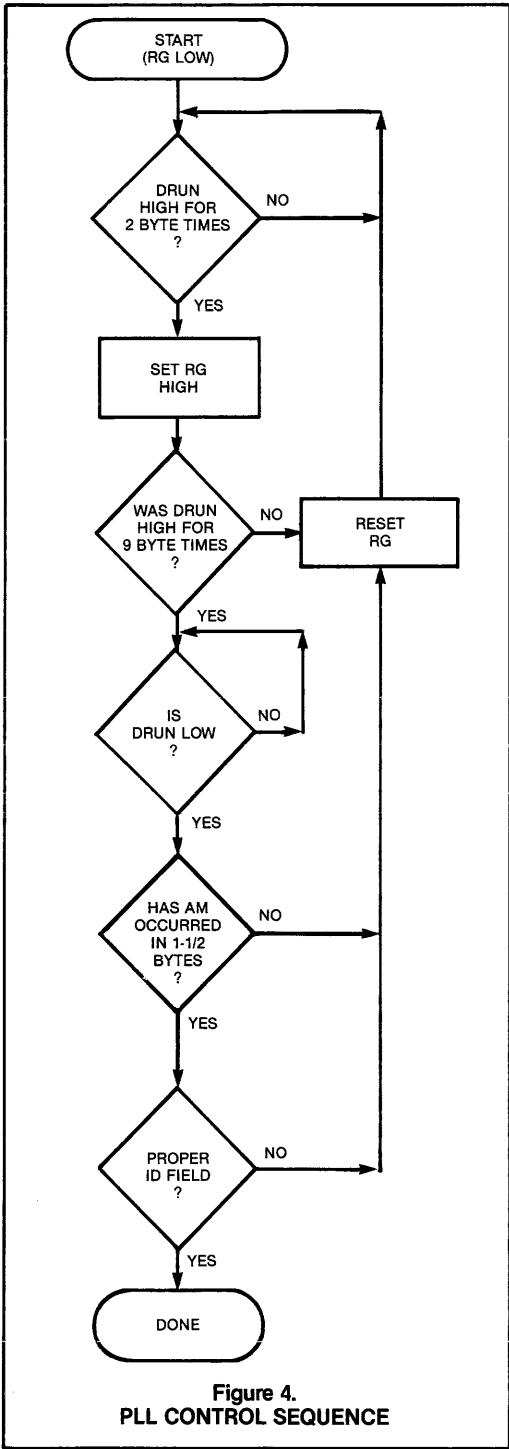 START
(RG LOW)
DRUN
HIGH FOR
2 BYTE TIMES
?
NO
YES
SET RG
HIGH
WAS DRUN
HIGH FOR
9 BYTE TIMES
?
NO
RESET
RG
YES
IS
DRUN LOW
?
NO
YES
HAS AM
OCCURRED
IN 1-1/2
BYTES
?
NO
YES
PROPER
ID FIELD
?
NO
YES
DONE
Figure 4.
PLL CONTROL SEQUENCE